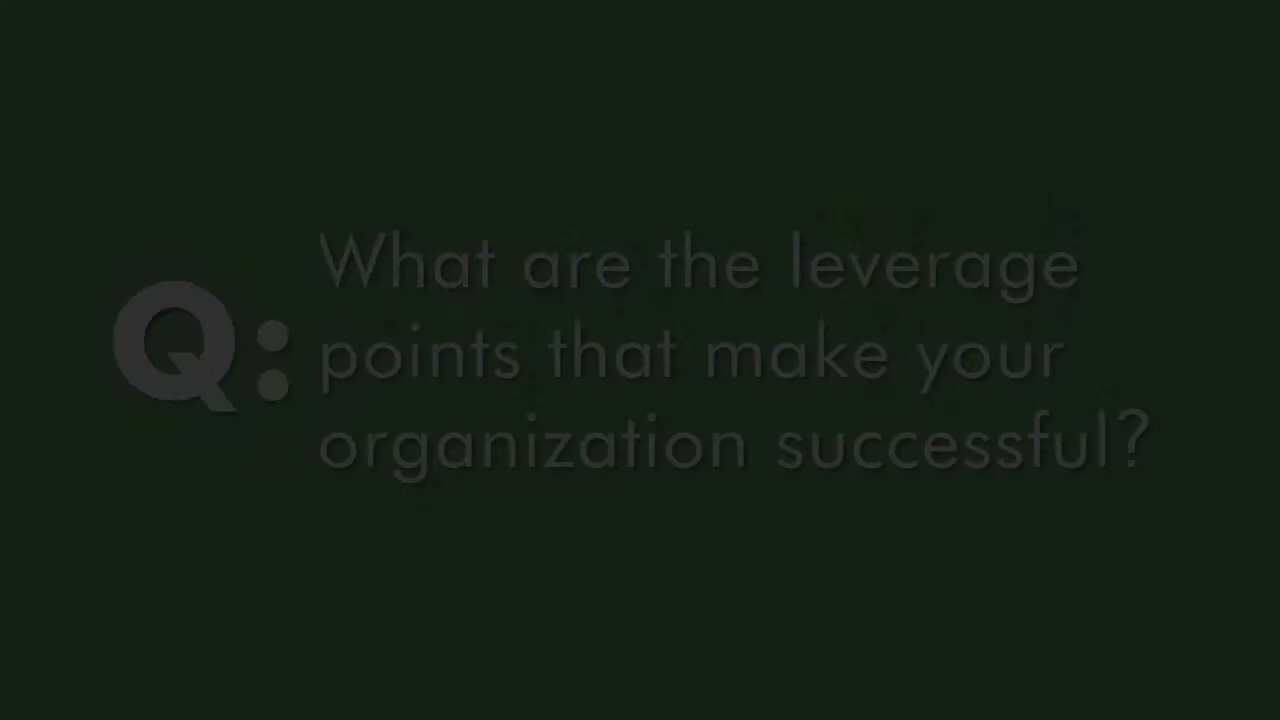 Q:
What are the leverage
points that make your
organization successful?